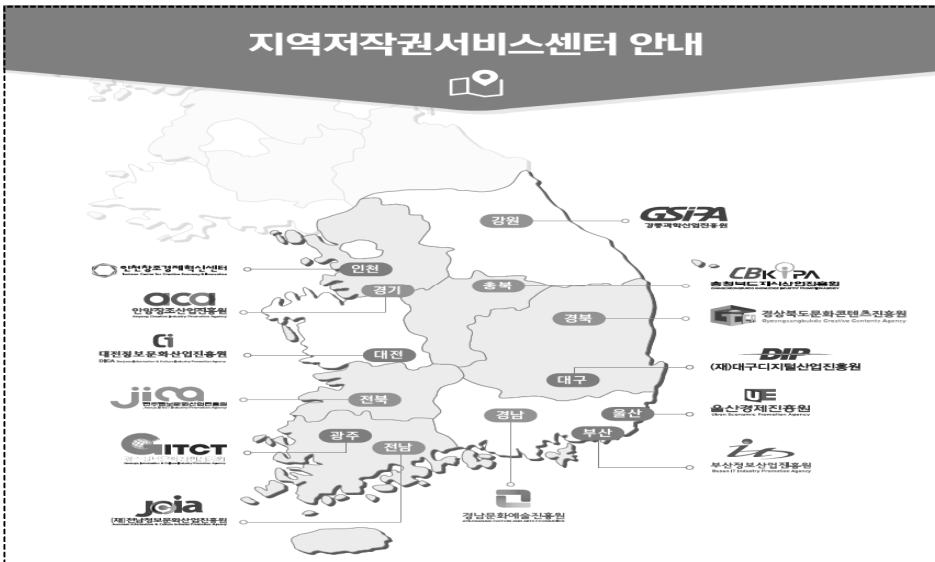 지역저작권서비스센터 안내
강원
GSIPA
강릉과학산업진흥원
인천창조경제혁신센터
인천
충북
CBKIPA
충청북도지식산업진흥원
aca
안양창조산업진흥원
경기
경북
경상북도문화콘텐츠진흥원
Gyeongsangbuk-do Creative Contents Agency
대전정보문화산업진흥원
대전
대구
DIP
(재)대구디지털산업진흥원
jica
전북
경남
울산
UE
울산경제진흥원
Ulsan Economic Promotion Agency
GITCT
광주
전남
부산
부산정보산업진흥원
Busan IT Industry Promotion Agency
jcia
(재)전남정보문화산업진흥원
경남문화예술진흥원